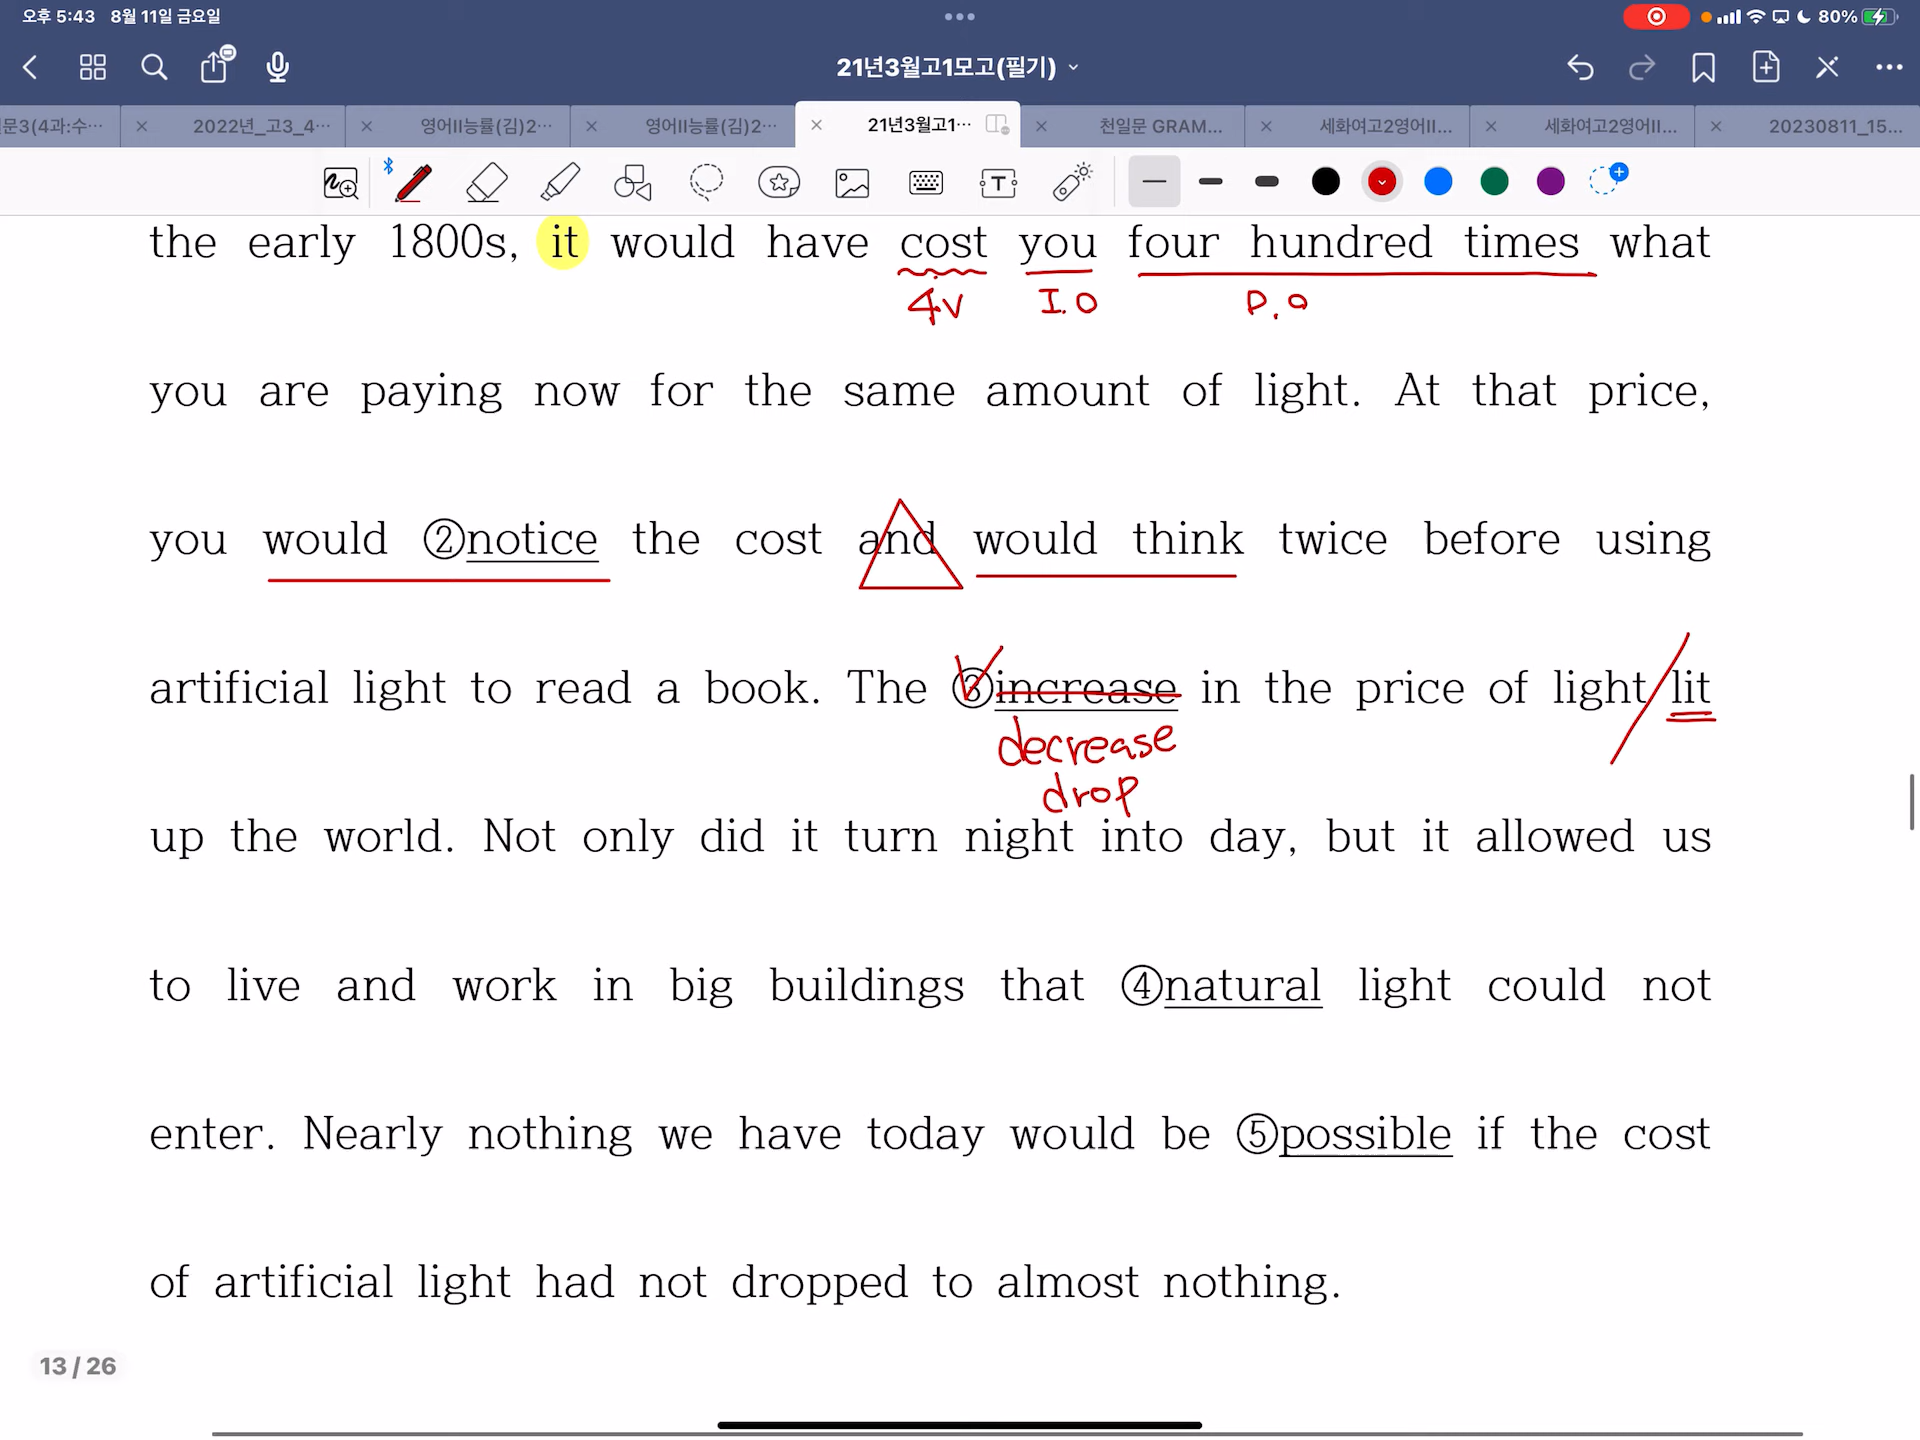 오후 5:43 8월 11일 금요일
80%
21년3월고1모고(필기)
문3(4과:수···
2022년_고3_4···
영어II능률(김)2···
영어II능률(김)2···
21년3월고1···
천일문 GRAM...
세화여고2영어II...
세화여고2영어II...
20230811_15...
the early 1800s, it would have cost you four hundred times what
4V I.O D.O
you are paying now for the same amount of light. At that price,
you would ②notice the cost and would think twice before using
artificial light to read a book. The ③increase in the price of light/lit
decrease
drop
up the world. Not only did it turn night into day, but it allowed us
to live and work in big buildings that ④natural light could not
enter. Nearly nothing we have today would be ⑤possible if the cost
of artificial light had not dropped to almost nothing.
13 / 26